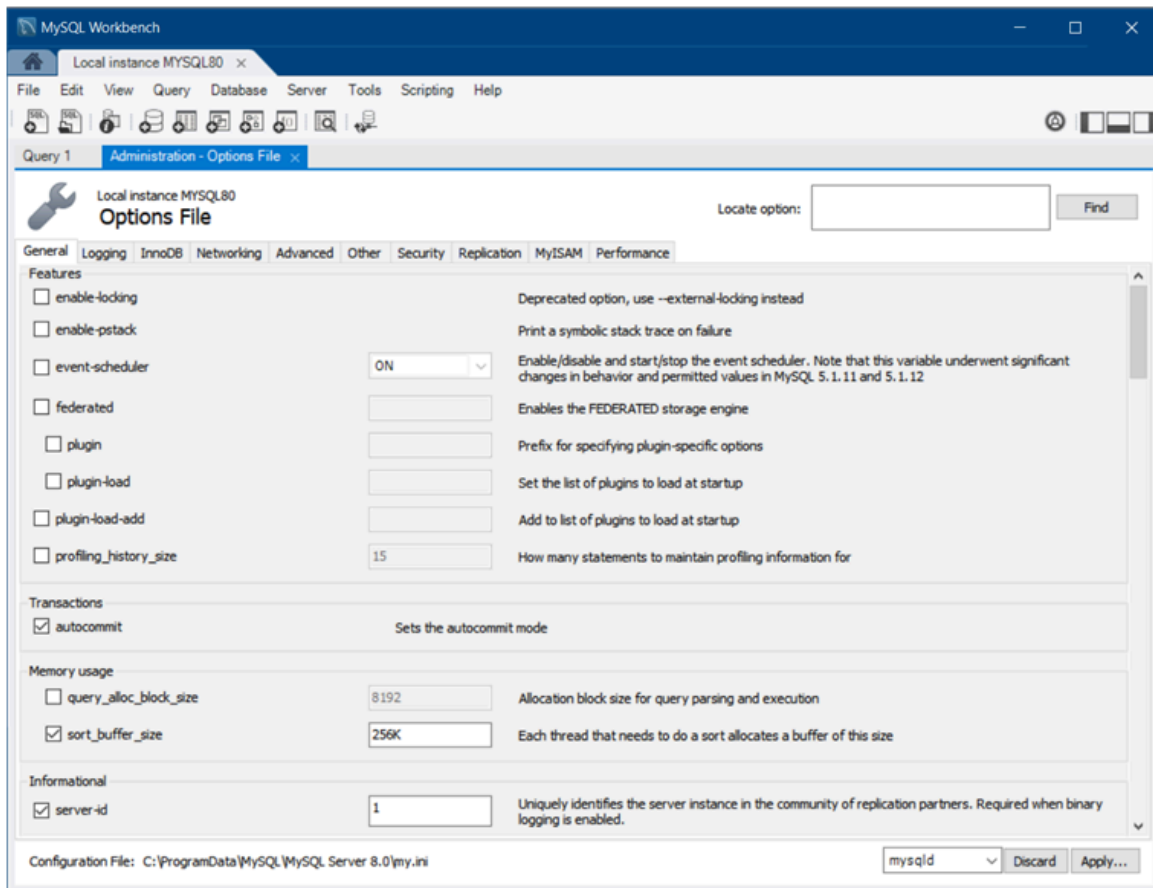 MySQL Workbench
Local instance MYSQL80 ×
File Edit View Query Database Server Tools Scripting Help
Query 1 Administration - Options File ×
Local instance MYSQL80
Options File
Locate option: Find
General Logging InnoDB Networking Advanced Other Security Replication MyISAM Performance
Features
enable-locking Deprecated option, use --external-locking instead
enable-pstack Print a symbolic stack trace on failure
event-scheduler ON Enable/disable and start/stop the event scheduler. Note that this variable underwent significant
changes in behavior and permitted values in MySQL 5.1.11 and 5.1.12
federated Enables the FEDERATED storage engine
plugin Prefix for specifying plugin-specific options
plugin-load Set the list of plugins to load at startup
plugin-load-add Add to list of plugins to load at startup
profiling_history_size 15 How many statements to maintain profiling information for
Transactions
autocommit Sets the autocommit mode
Memory usage
query_alloc_block_size 8192 Allocation block size for query parsing and execution
sort_buffer_size 256K Each thread that needs to do a sort allocates a buffer of this size
Informational
server-id 1 Uniquely identifies the server instance in the community of replication partners. Required when binary
logging is enabled.
Configuration File: C:\ProgramData\MySQL\MySQL Server 8.0\my.ini mysqld Discard Apply...